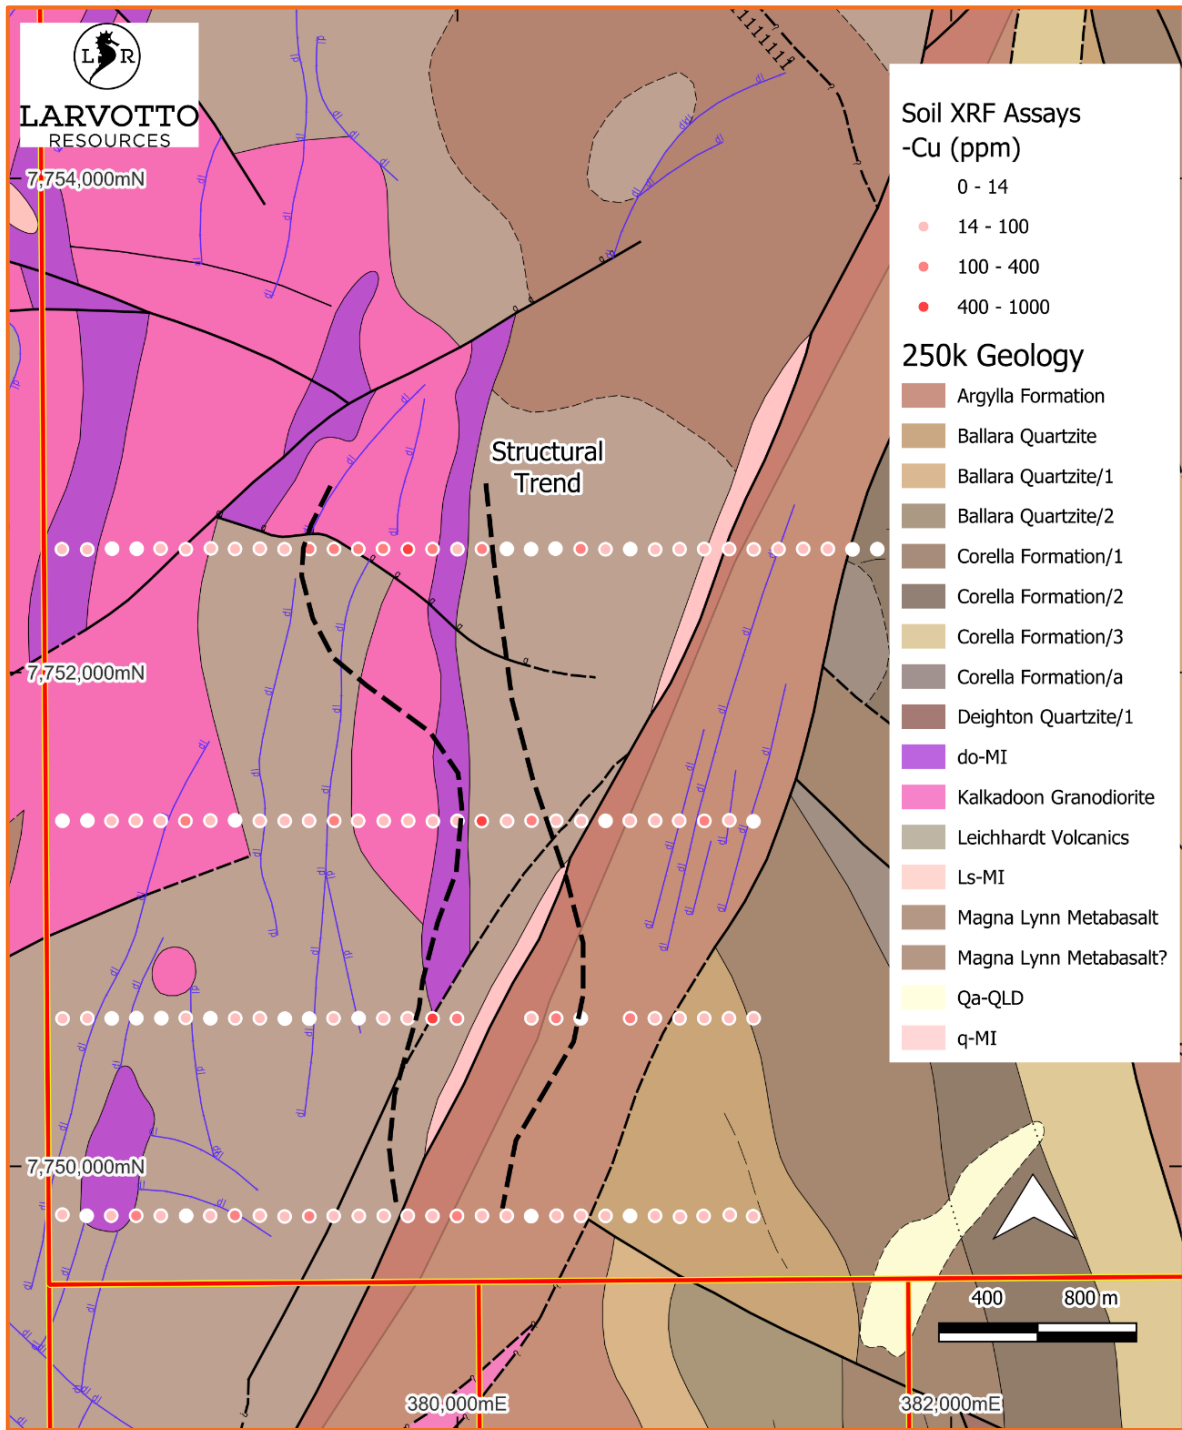 L R
LARVOTTO
RESOURCES
7,754,000mN
Structural
Trend
7,752,000mN
7,750,000mN
380,000mE
382,000mE
Soil XRF Assays
-Cu (ppm)
0 - 14
14 - 100
100 - 400
400 - 1000
250k Geology
Argylla Formation
Ballara Quartzite
Ballara Quartzite/1
Ballara Quartzite/2
Corella Formation/1
Corella Formation/2
Corella Formation/3
Corella Formation/a
Deighton Quartzite/1
do-MI
Kalkadoon Granodiorite
Leichhardt Volcanics
Ls-MI
Magna Lynn Metabasalt
Magna Lynn Metabasalt?
Qa-QLD
q-MI
400 800 m